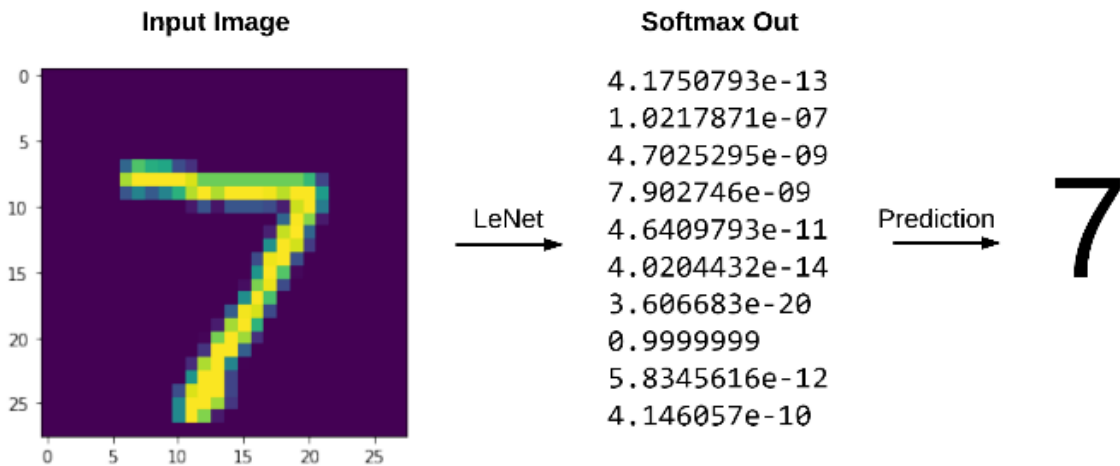 Input Image
Softmax Out
0
5
10
15
20
25
0 5 10 15 20 25
LeNet
4.1750793e-13
1.0217871e-07
4.7025295e-09
7.902746e-09
4.6409793e-11
4.0204432e-14
3.606683e-20
0.9999999
5.8345616e-12
4.146057e-10
Prediction
7